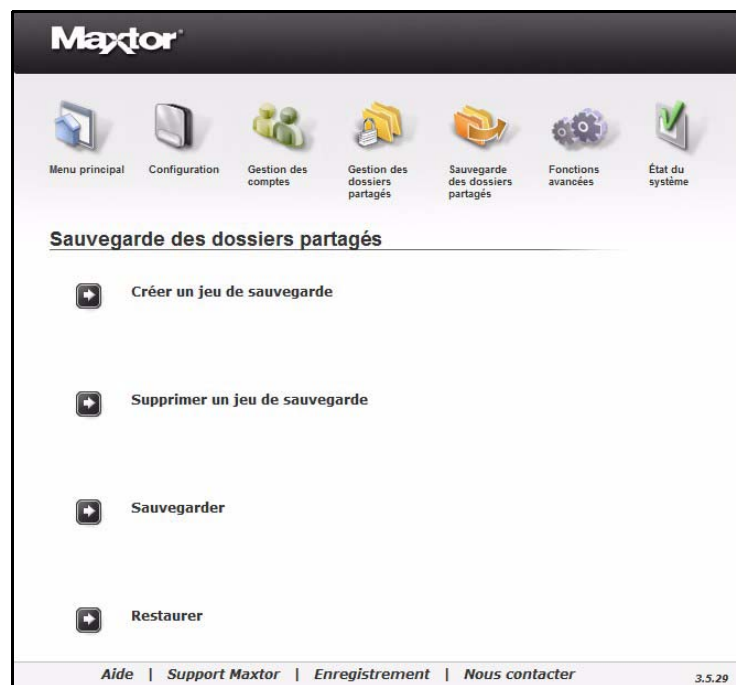 Maxtor
Menu principal
Configuration
Gestion des
comptes
Gestion des
dossiers
partagés
Sauvegarde
des dossiers
partagés
Fonctions
avancées
État du
système
Sauvegarde des dossiers partagés
Créer un jeu de sauvegarde
Supprimer un jeu de sauvegarde
Sauvegarder
Restaurer
Aide | Support Maxtor | Enregistrement | Nous contacter 3.5.29